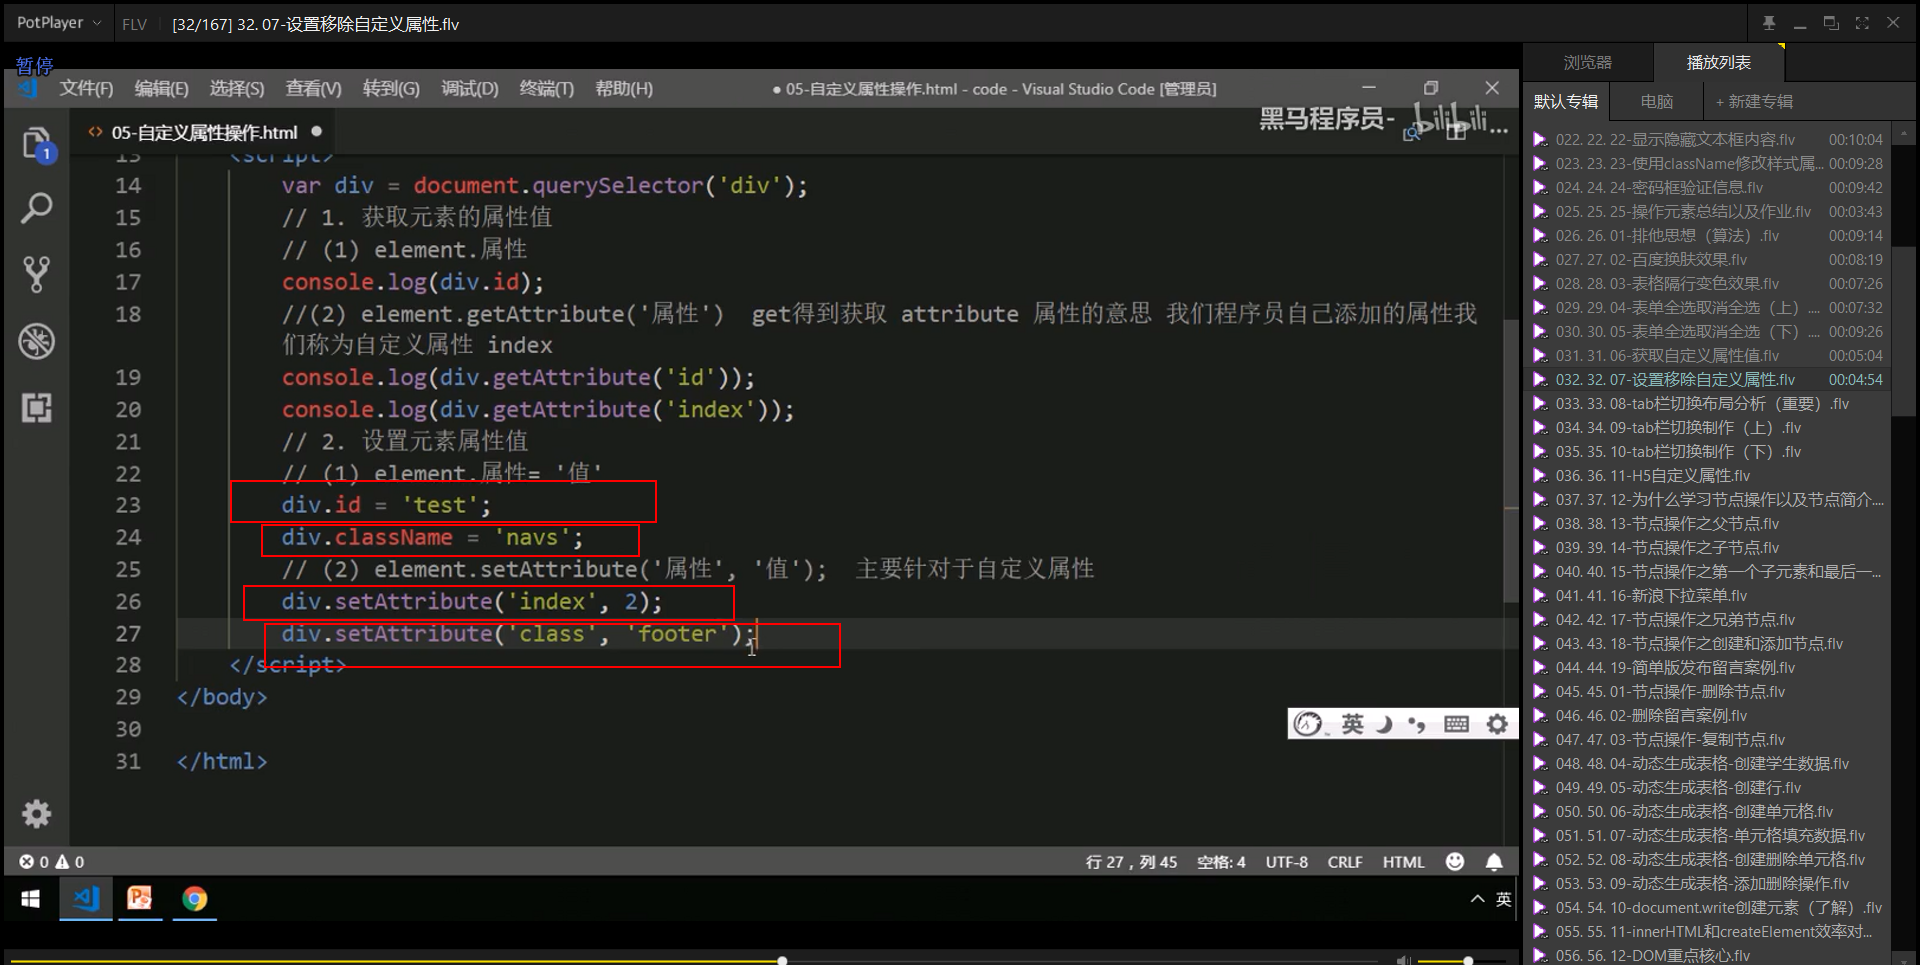 PotPlayer FLV [32/167] 32. 07-设置移除自定义属性.flv
暂停
文件(F) 编辑(E) 选择(S) 查看(V) 转到(G) 调试(D) 终端(T) 帮助(H) ● 05-自定义属性操作.html - code - Visual Studio Code [管理员]
05-自定义属性操作.html ●
黑马程序员- bilibili
13 <script>
14 var div = document.querySelector('div');
15 // 1. 获取元素的属性值
16 // (1) element.属性
17 console.log(div.id);
18 //(2) element.getAttribute('属性') get得到获取 attribute 属性的意思 我们程序员自己添加的属性我
们称为自定义属性 index
19 console.log(div.getAttribute('id'));
20 console.log(div.getAttribute('index'));
21 // 2. 设置元素属性值
22 // (1) element.属性= '值'
23 div.id = 'test';
24 div.className = 'navs';
25 // (2) element.setAttribute('属性', '值'); 主要针对于自定义属性
26 div.setAttribute('index', 2);
27 div.setAttribute('class', 'footer');
28 </script>
29 </body>
30
31 </html>
1
英
0 0 行 27，列 45 空格: 4 UTF-8 CRLF HTML
英
浏览器 播放列表
默认专辑 电脑 + 新建专辑
022. 22. 22-显示隐藏文本框内容.flv 00:10:04
023. 23. 23-使用className修改样式属... 00:09:28
024. 24. 24-密码框验证信息.flv 00:09:42
025. 25. 25-操作元素总结以及作业.flv 00:03:43
026. 26. 01-排他思想（算法）.flv 00:09:14
027. 27. 02-百度换肤效果.flv 00:08:19
028. 28. 03-表格隔行变色效果.flv 00:07:26
029. 29. 04-表单全选取消全选（上）.... 00:07:32
030. 30. 05-表单全选取消全选（下）.... 00:09:26
031. 31. 06-获取自定义属性值.flv 00:05:04
032. 32. 07-设置移除自定义属性.flv 00:04:54
033. 33. 08-tab栏切换布局分析（重要）.flv
034. 34. 09-tab栏切换制作（上）.flv
035. 35. 10-tab栏切换制作（下）.flv
036. 36. 11-H5自定义属性.flv
037. 37. 12-为什么学习节点操作以及节点简介....
038. 38. 13-节点操作之父节点.flv
039. 39. 14-节点操作之子节点.flv
040. 40. 15-节点操作之第一个子元素和最后一...
041. 41. 16-新浪下拉菜单.flv
042. 42. 17-节点操作之兄弟节点.flv
043. 43. 18-节点操作之创建和添加节点.flv
044. 44. 19-简单版发布留言案例.flv
045. 45. 01-节点操作-删除节点.flv
046. 46. 02-删除留言案例.flv
047. 47. 03-节点操作-复制节点.flv
048. 48. 04-动态生成表格-创建学生数据.flv
049. 49. 05-动态生成表格-创建行.flv
050. 50. 06-动态生成表格-创建单元格.flv
051. 51. 07-动态生成表格-单元格填充数据.flv
052. 52. 08-动态生成表格-创建删除单元格.flv
053. 53. 09-动态生成表格-添加删除操作.flv
054. 54. 10-document.write创建元素（了解）.flv
055. 55. 11-innerHTML和createElement效率对...
056. 56. 12-DOM重点核心.flv